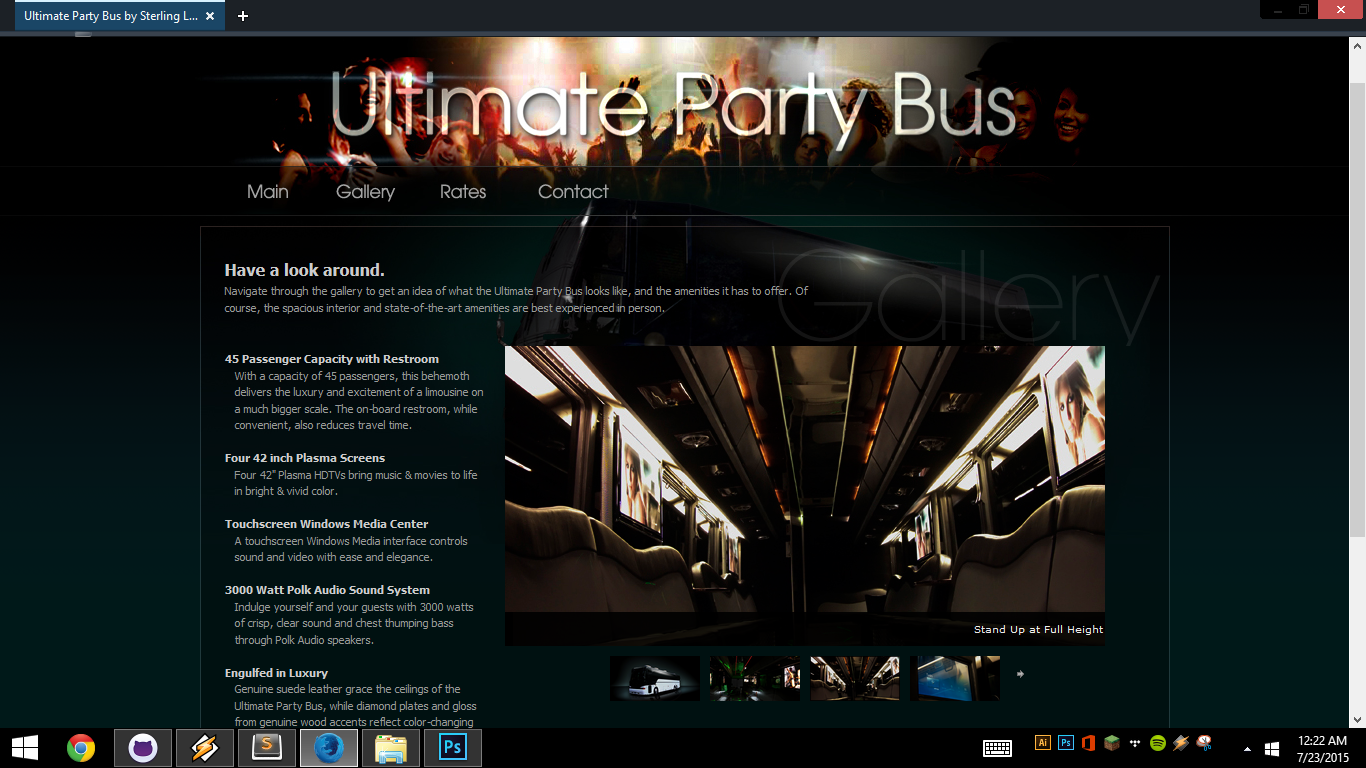 Ultimate Party Bus by Sterling L...
Ultimate Party Bus
Main Gallery Rates Contact
Gallery
Have a look around.
Navigate through the gallery to get an idea of what the Ultimate Party Bus looks like, and the amenities it has to offer. Of
course, the spacious interior and state-of-the-art amenities are best experienced in person.
45 Passenger Capacity with Restroom
With a capacity of 45 passengers, this behemoth
delivers the luxury and excitement of a limousine on
a much bigger scale. The on-board restroom, while
convenient, also reduces travel time.
Four 42 inch Plasma Screens
Four 42" Plasma HDTVs bring music & movies to life
in bright & vivid color.
Touchscreen Windows Media Center
A touchscreen Windows Media interface controls
sound and video with ease and elegance.
3000 Watt Polk Audio Sound System
Indulge yourself and your guests with 3000 watts
of crisp, clear sound and chest thumping bass
through Polk Audio speakers.
Engulfed in Luxury
Genuine suede leather grace the ceilings of the
Ultimate Party Bus, while diamond plates and gloss
from genuine wood accents reflect color-changing
Stand Up at Full Height
S
Ps
Ai
Ps
12:22 AM
7/23/2015